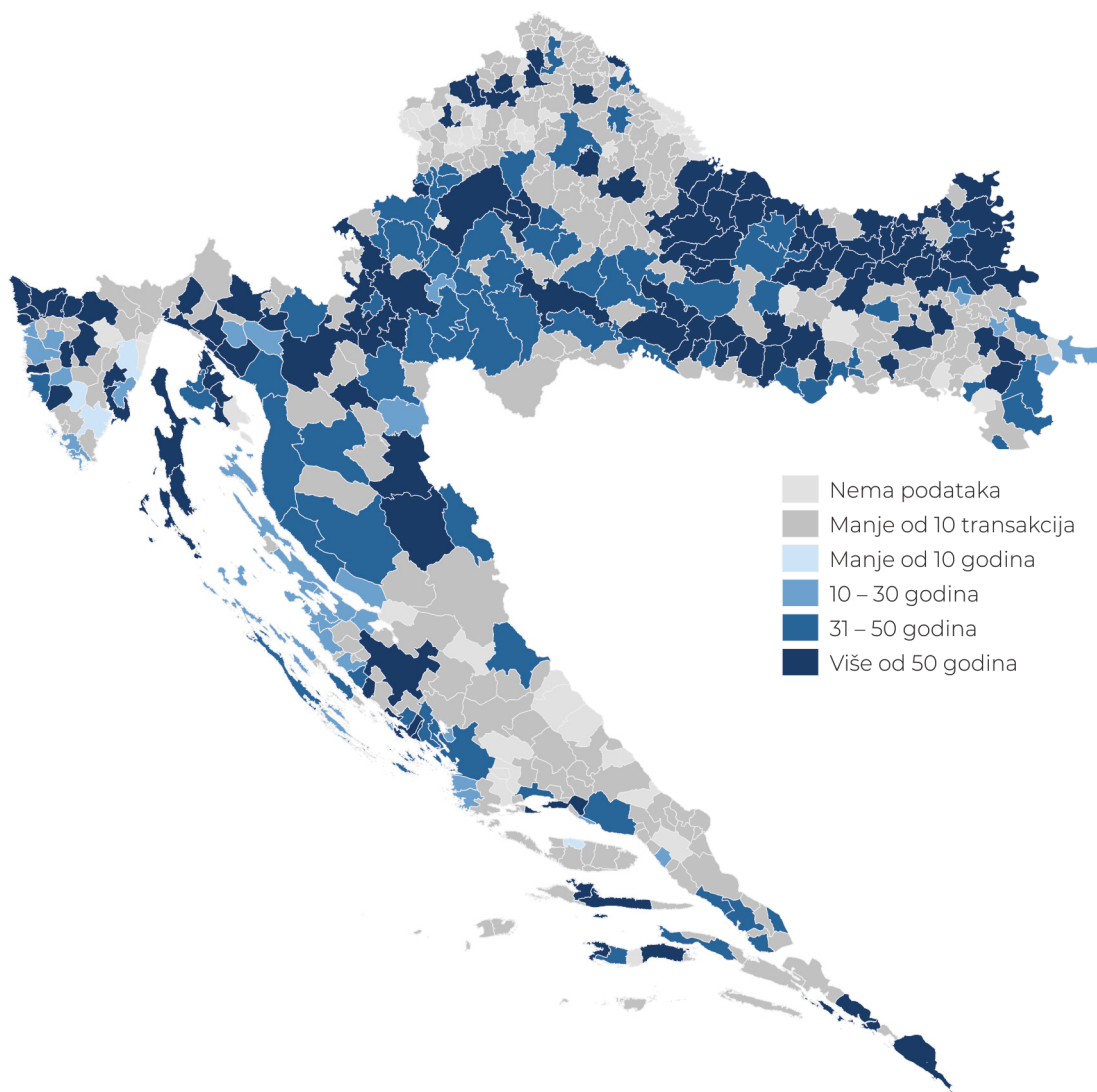 Nema podataka
Manje od 10 transakcija
Manje od 10 godina
10 – 30 godina
31 – 50 godina
Više od 50 godina